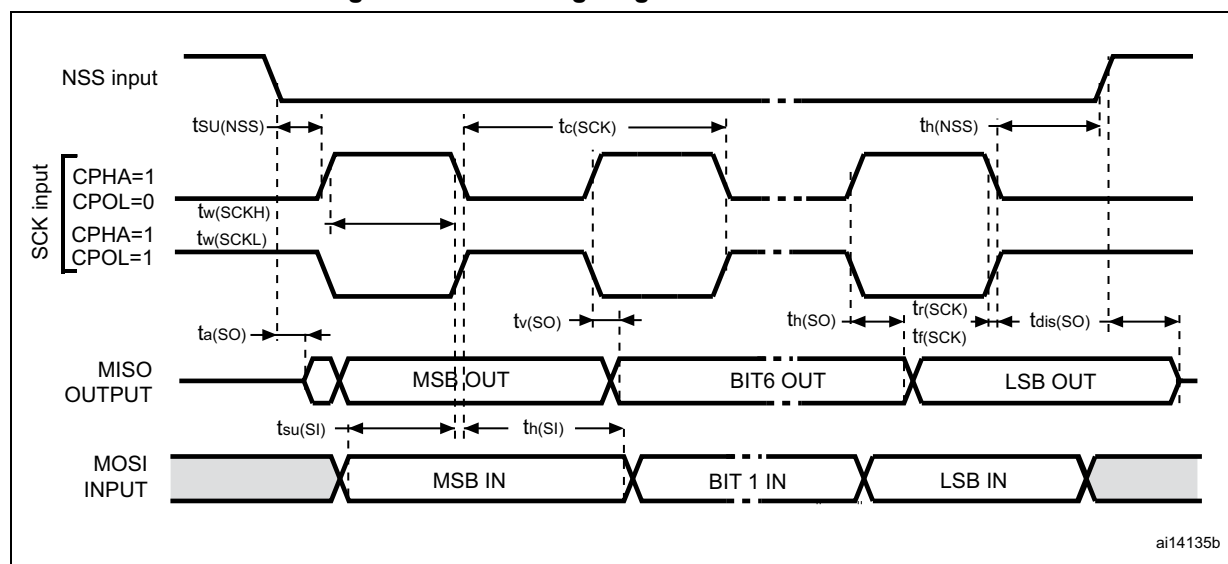 NSS input
tSU(NSS)
tc(SCK)
th(NSS)
SCK input
CPHA=1
CPOL=0
tw(SCKH)
CPHA=1
tw(SCKL)
CPOL=1
ta(SO)
tv(SO)
th(SO)
tr(SCK)
tf(SCK)
tdis(SO)
MISO
OUTPUT
MSB OUT
BIT6 OUT
LSB OUT
tsu(SI)
th(SI)
MOSI
INPUT
MSB IN
BIT 1 IN
LSB IN
ai14135b